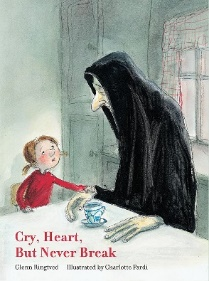 Cry, Heart,
But Never Break
Glenn Ringtved Illustrated by Charlotte Pardi